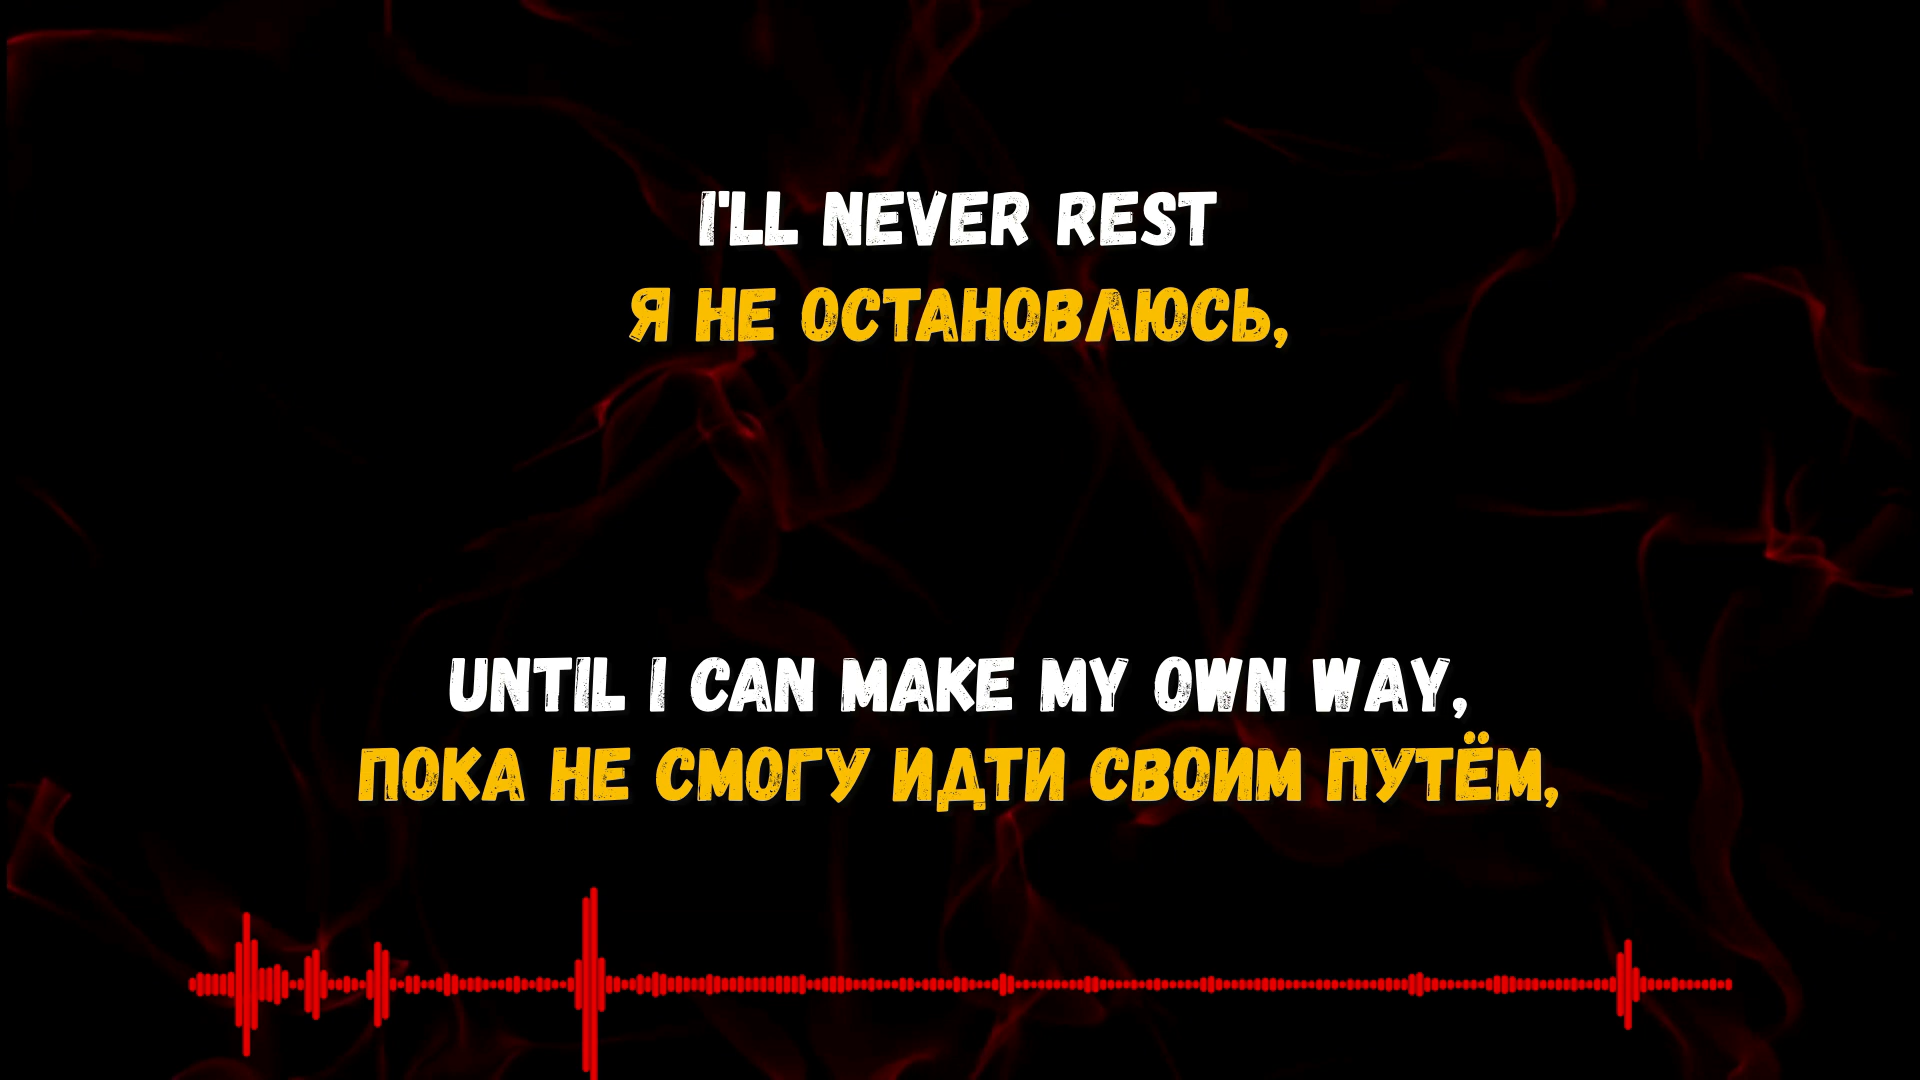 I'LL NEVER REST
Я НЕ ОСТАНОВЛЮСЬ,
UNTIL I CAN MAKE MY OWN WAY,
ПОКА НЕ СМОГУ ИДТИ СВОИМ ПУТЁМ,